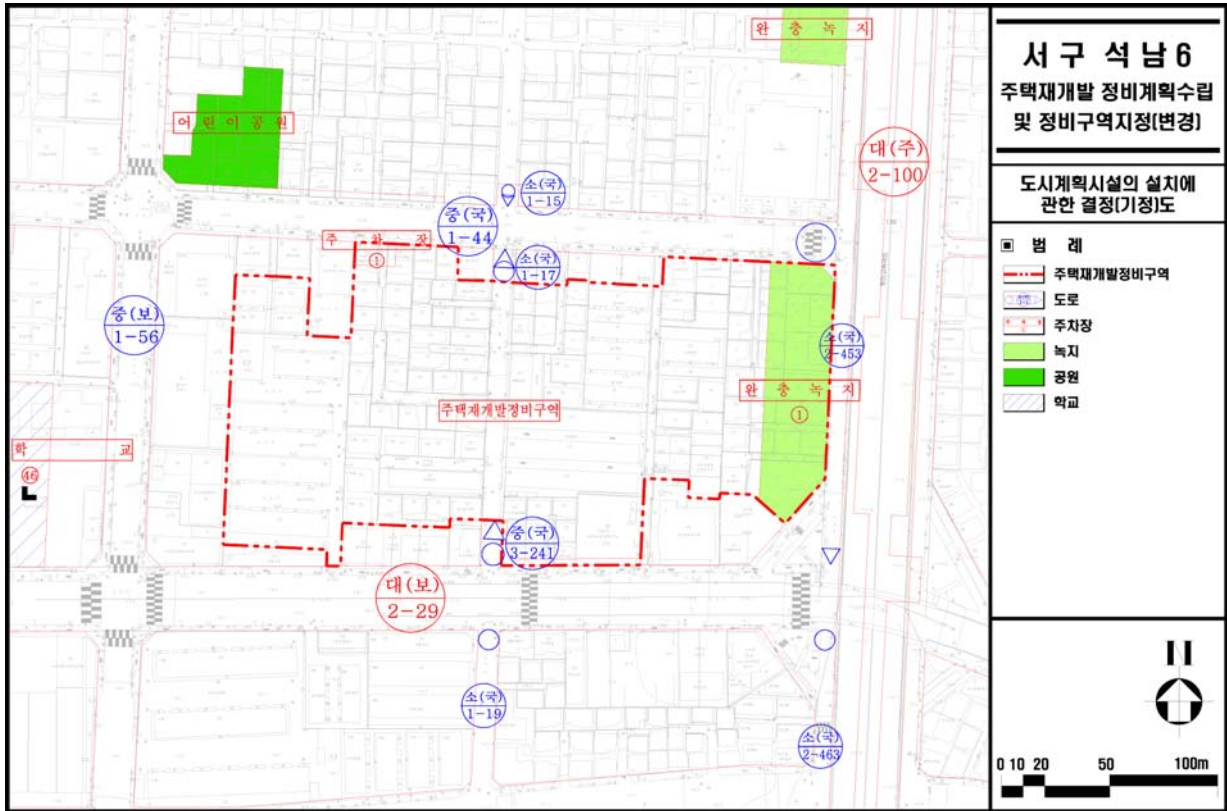 서구 석남6
주택재개발 정비계획수립
및 정비구역지정(변경)
도시계획시설의 설치에
관한 결정(기정)도
범 례
주택재개발정비구역
도로
주차장
녹지
공원
학교
N
0 10 20 50 100m
완 충 녹 지
어 린 이 공 원
대(주)
2-100
소(국)
1-15
중(국)
1-44
주 차 장
①
소(국)
1-17
중(보)
1-56
소(국)
2-453
완 충 녹 지
①
주택재개발정비구역
학 교
46
중(국)
3-241
대(보)
2-29
소(국)
1-19
소(국)
2-463